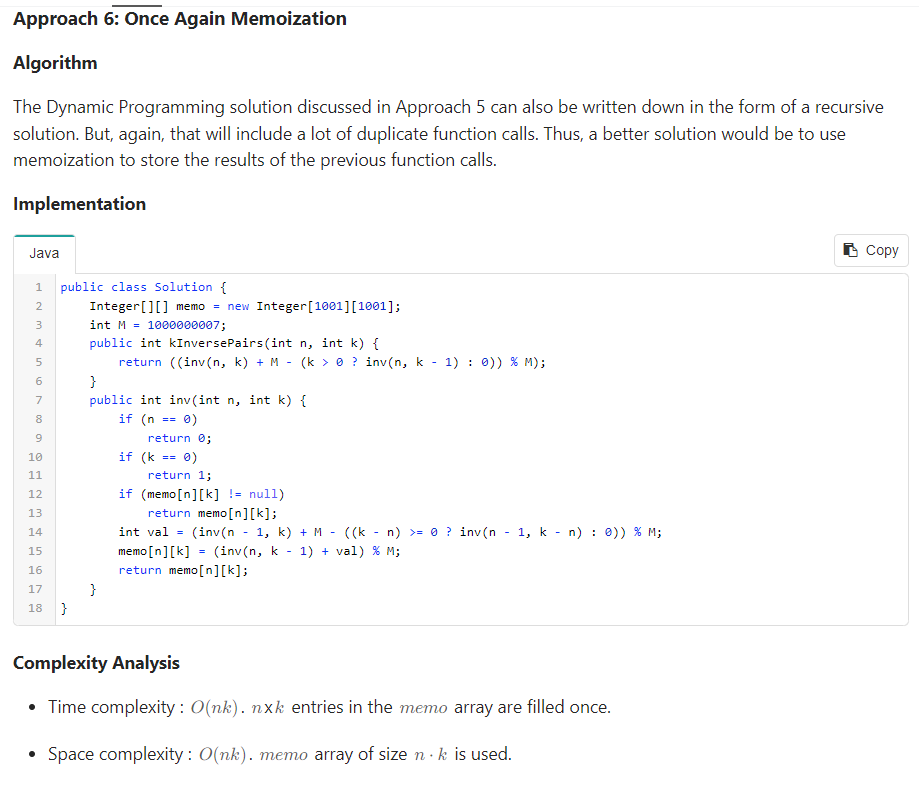 Approach 6: Once Again Memoization
Algorithm
The Dynamic Programming solution discussed in Approach 5 can also be written down in the form of a recursive
solution. But, again, that will include a lot of duplicate function calls. Thus, a better solution would be to use
memoization to store the results of the previous function calls.
Implementation
Java
Copy
1 public class Solution {
2     Integer[][] memo = new Integer[1001][1001];
3     int M = 1000000007;
4     public int kInversePairs(int n, int k) {
5         return ((inv(n, k) + M - (k > 0 ? inv(n, k - 1) : 0)) % M);
6     }
7     public int inv(int n, int k) {
8         if (n == 0)
9             return 0;
10         if (k == 0)
11             return 1;
12         if (memo[n][k] != null)
13             return memo[n][k];
14         int val = (inv(n - 1, k) + M - ((k - n) >= 0 ? inv(n - 1, k - n) : 0)) % M;
15         memo[n][k] = (inv(n, k - 1) + val) % M;
16         return memo[n][k];
17     }
18 }
Complexity Analysis
• Time complexity : O(nk). nxk entries in the memo array are filled once.
• Space complexity : O(nk). memo array of size n · k is used.